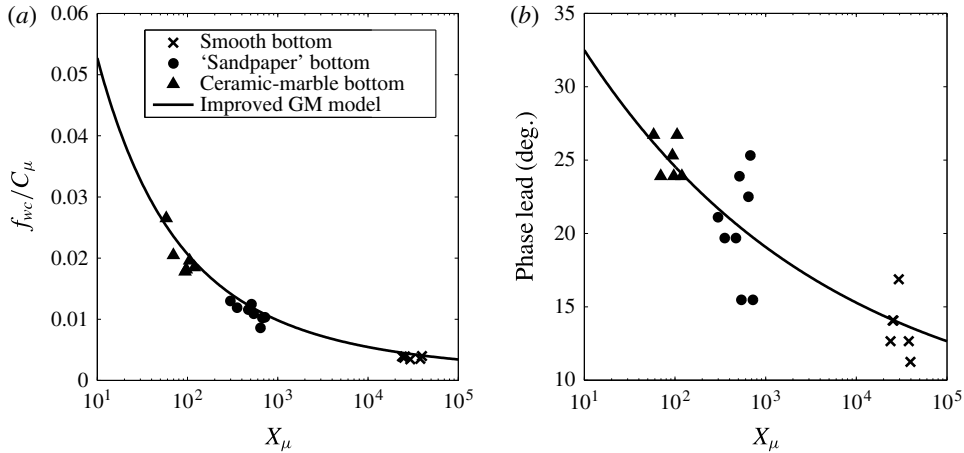 (a)
0.06
0.05
0.04
0.03
0.02
0.01
0
f_wc/C_μ
Smooth bottom
‘Sandpaper’ bottom
Ceramic-marble bottom
Improved GM model
10^1 10^2 10^3 10^4 10^5
X_μ
(b)
35
30
25
20
15
10
Phase lead (deg.)
10^1 10^2 10^3 10^4 10^5
X_μ